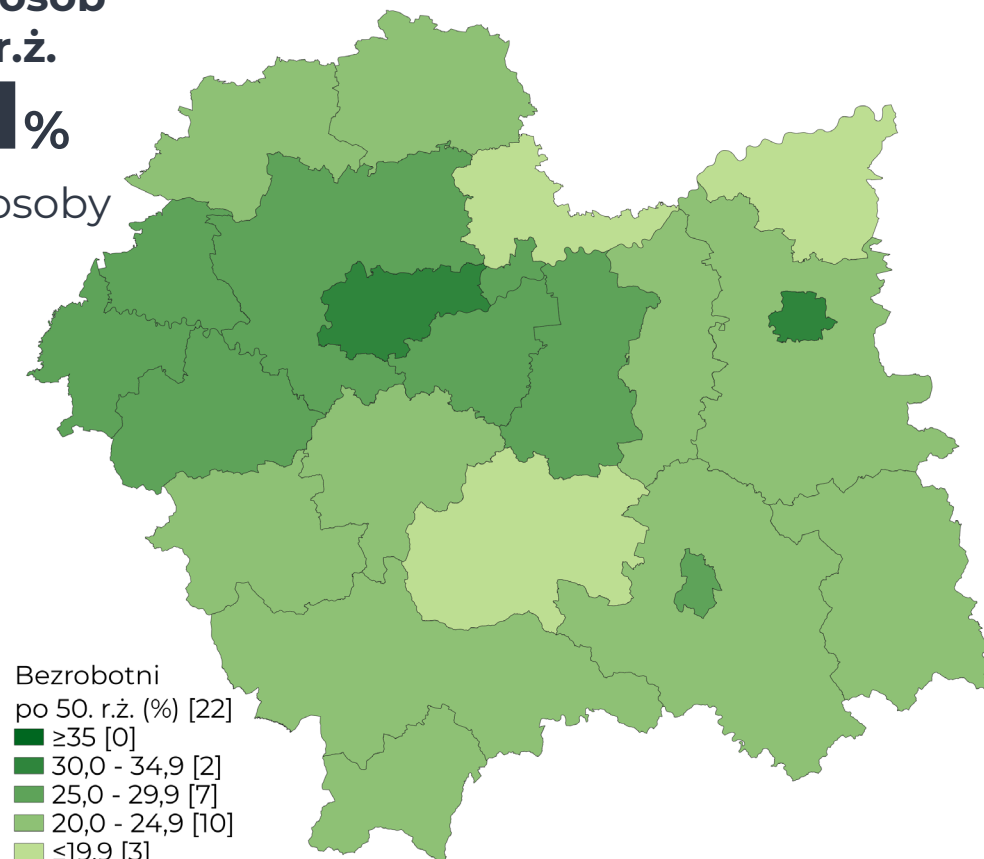 osób
r.ż.
%
osoby
Bezrobotni
po 50. r.ż. (%) [22]
≥35 [0]
30,0 - 34,9 [2]
25,0 - 29,9 [7]
20,0 - 24,9 [10]
≤19,9 [3]